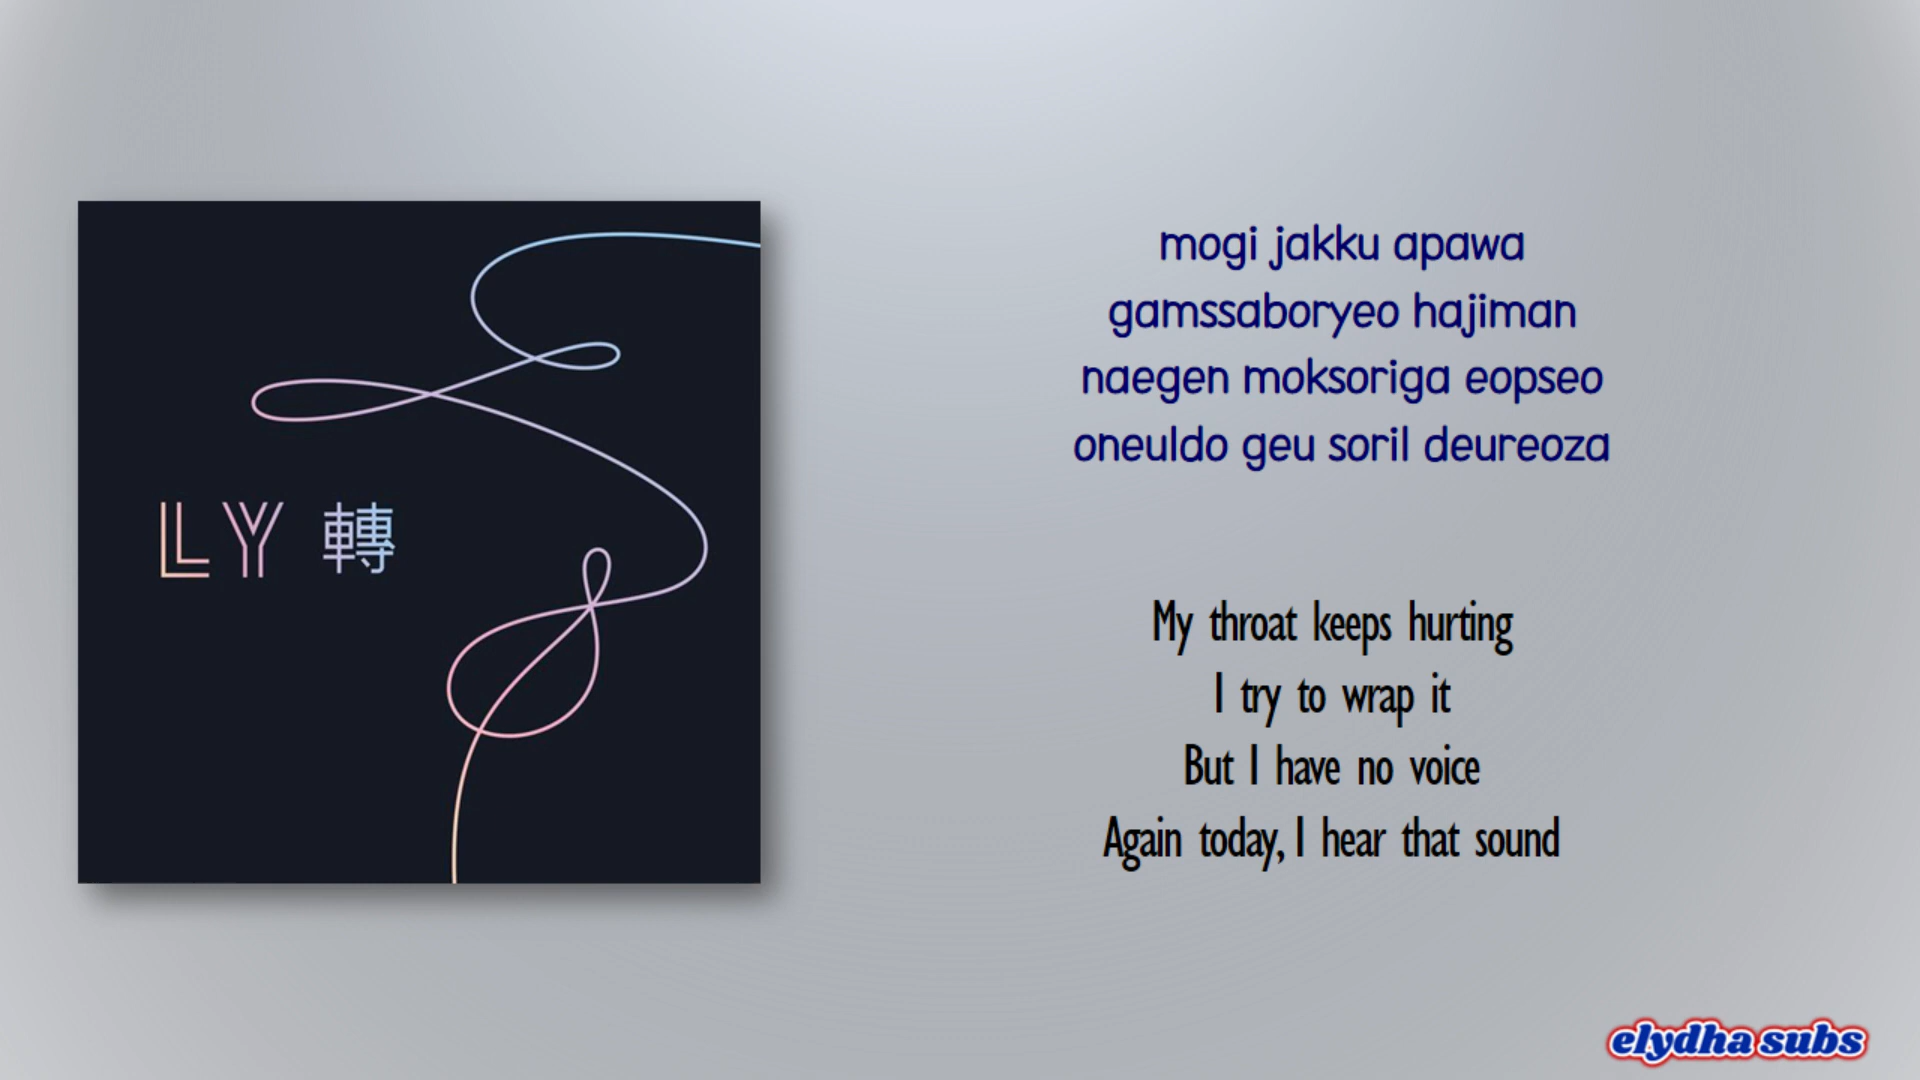 LY 轉
mogi jakku apawa
gamssaboryeo hajiman
naegen moksoriga eopseo
oneuldo geu soril deureoza
My throat keeps hurting
I try to wrap it
But I have no voice
Again today, I hear that sound
elydha subs